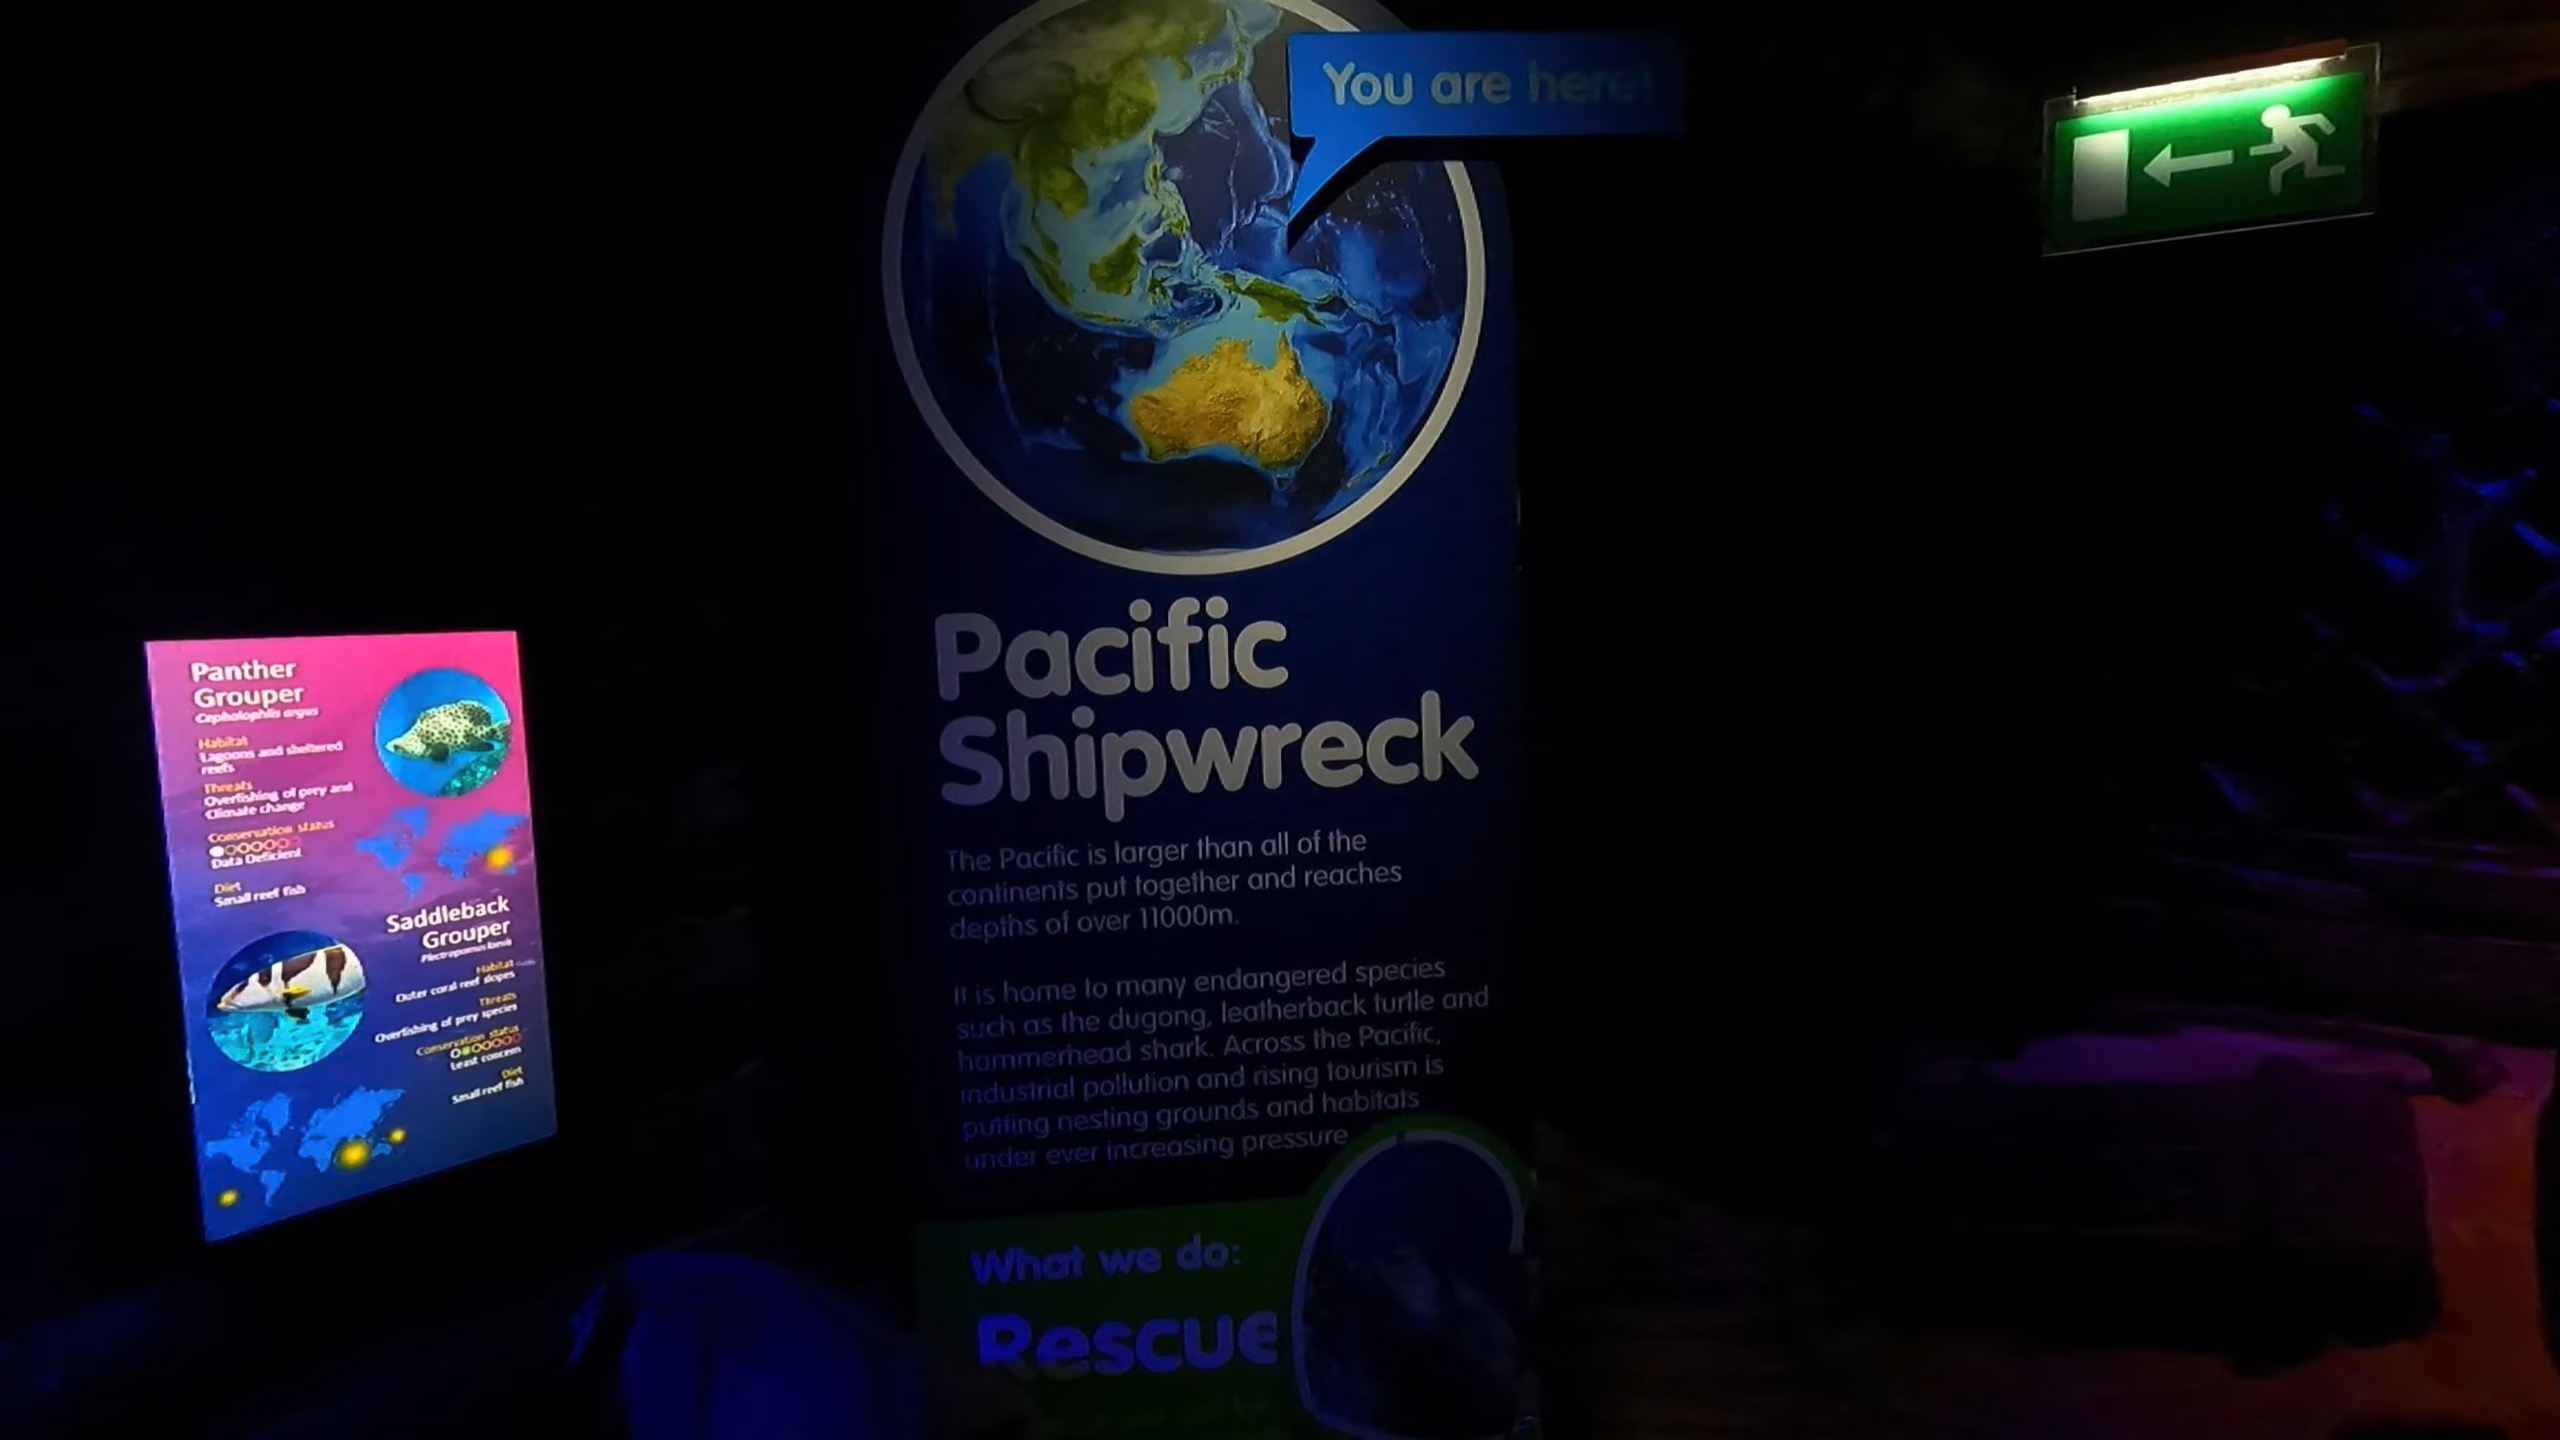 You are here!
Pacific
Shipwreck
The Pacific is larger than all of the
continents put together and reaches
depths of over 11000m.
It is home to many endangered species
such as the dugong, leatherback turtle and
hammerhead shark. Across the Pacific,
industrial pollution and rising tourism is
putting nesting grounds and habitats
under ever increasing pressure
What we do:
Rescue
Panther
Grouper
Cephalophilis argus
Habitat
Lagoons and sheltered
reefs
Threats
Overfishing of prey and
Climate change
Conservation status
Data Deficient
Diet
Small reef fish
Saddleback
Grouper
Plectropomus laevis
Habitat
Outer coral reef slopes
Threats
Overfishing of prey species
Conservation status
Least concern
Diet
Small reef fish